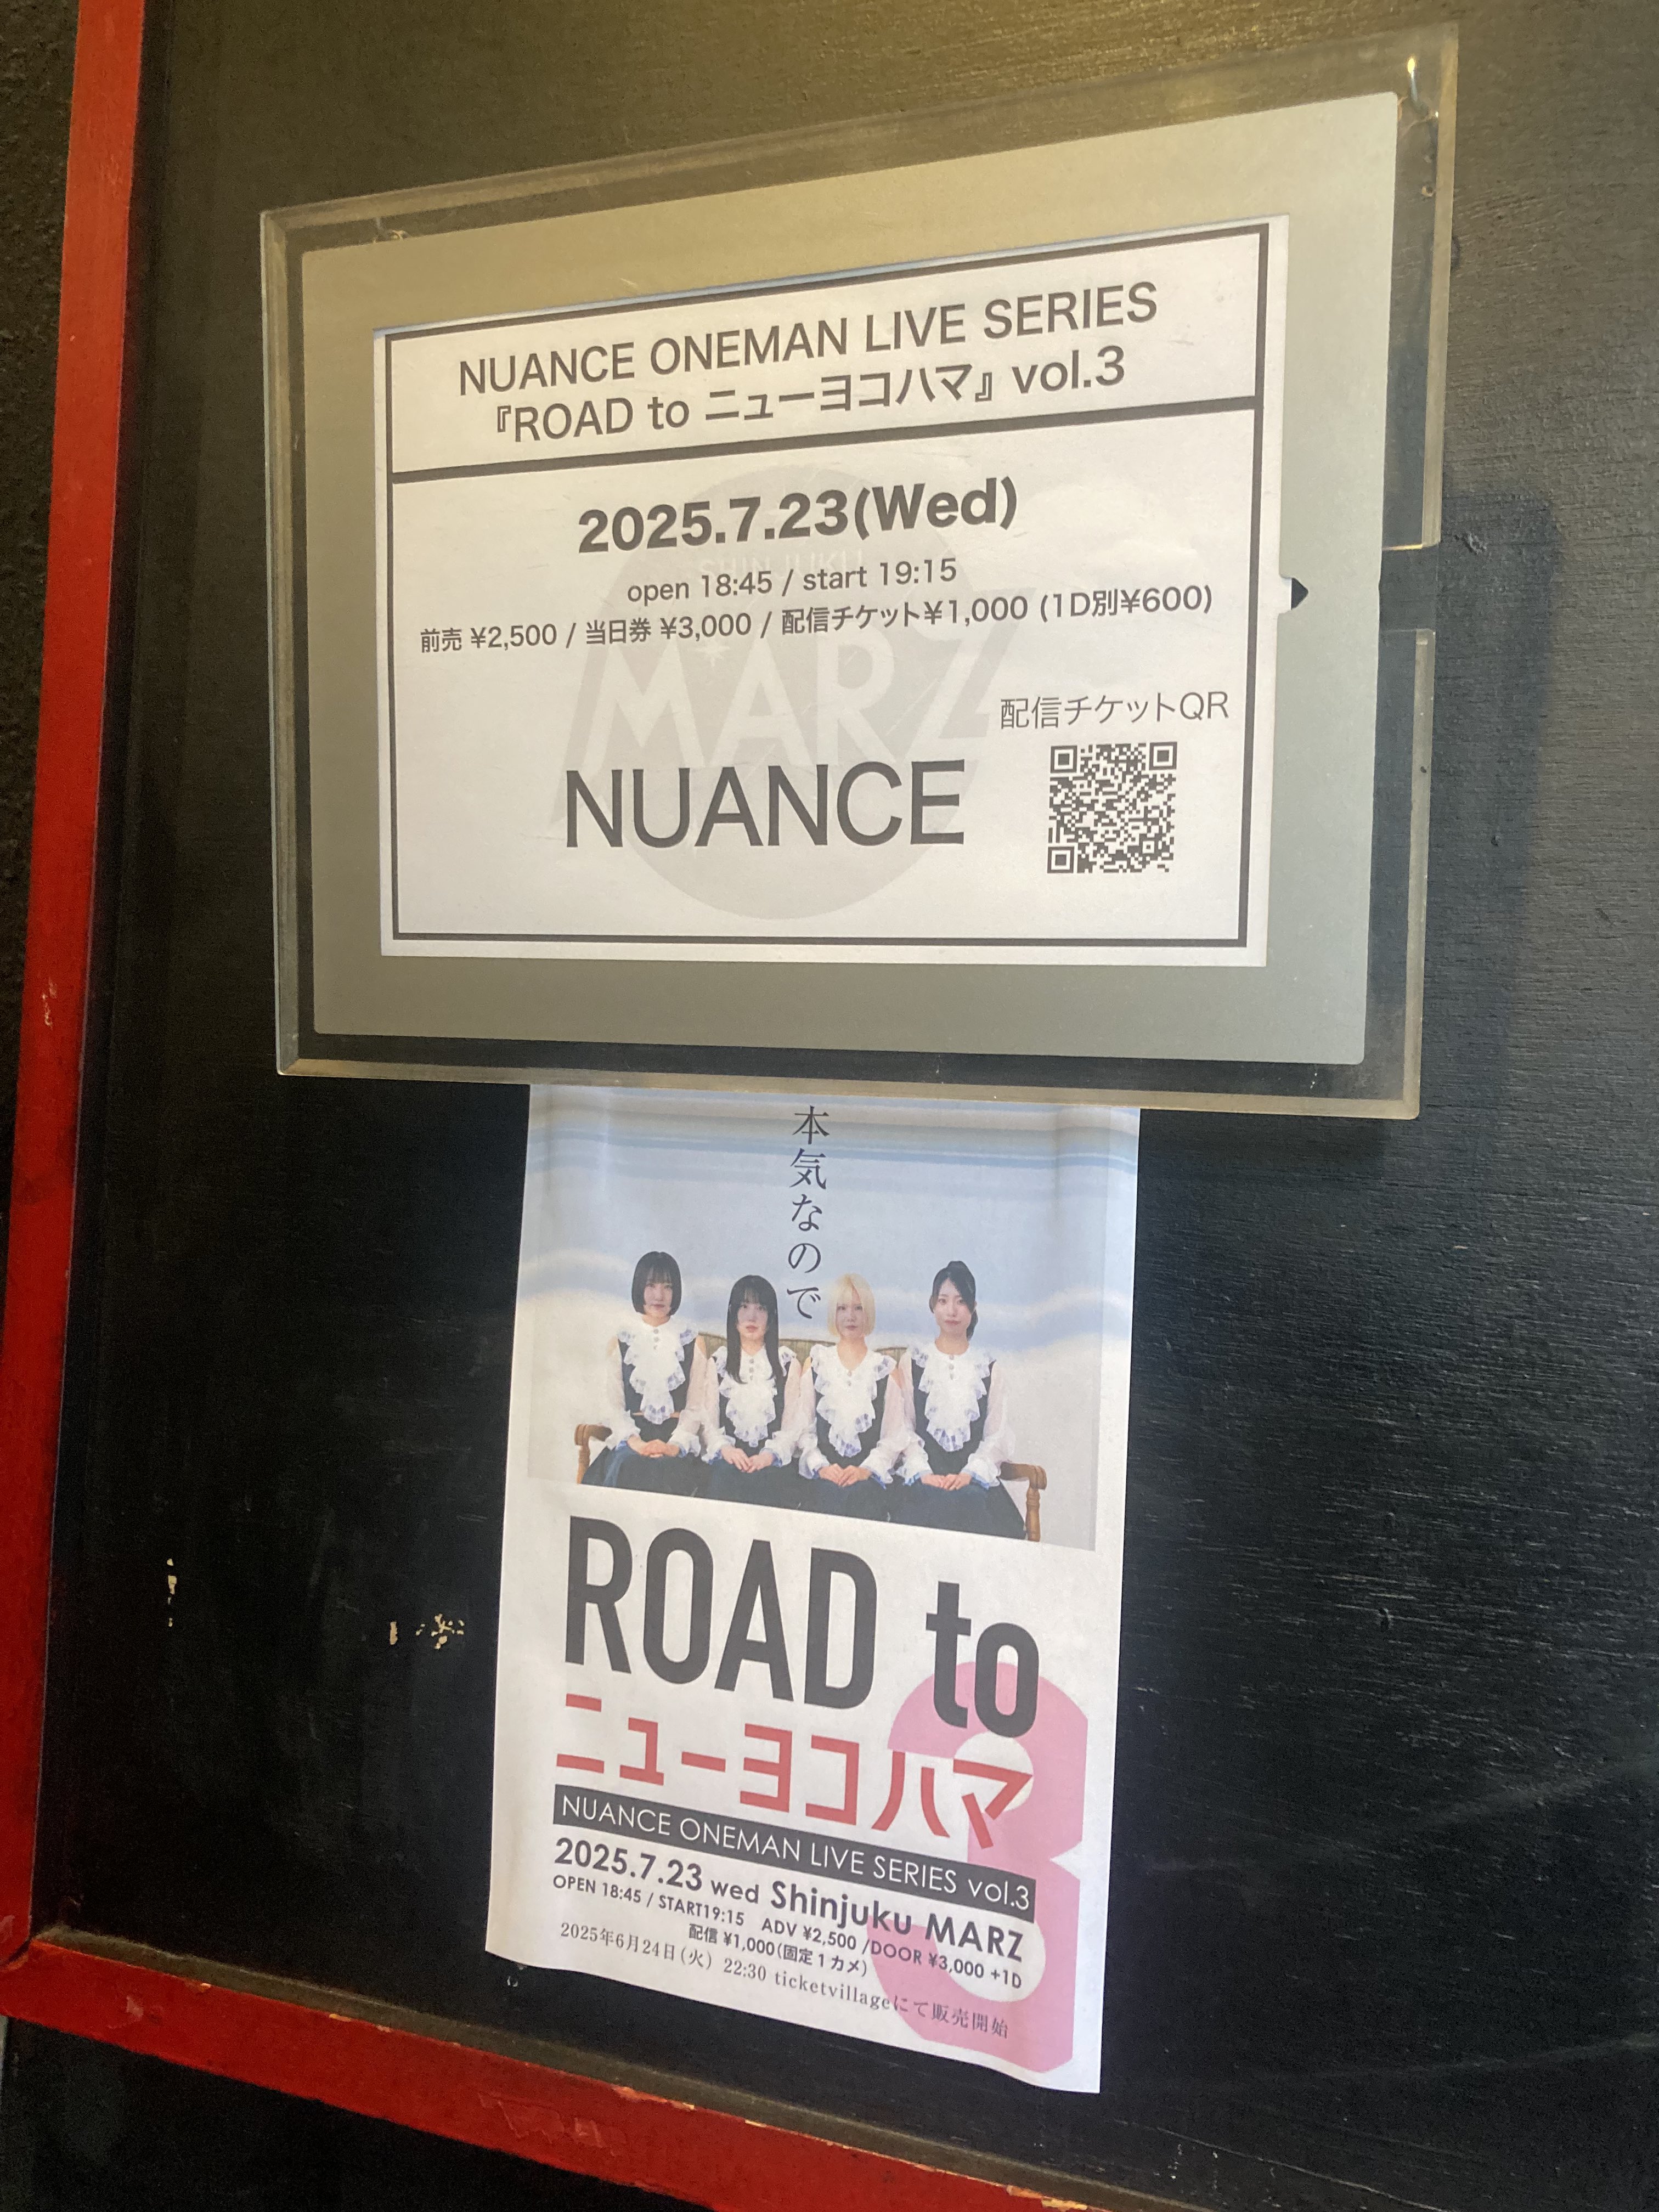 NUANCE ONEMAN LIVE SERIES
『ROAD to ニューヨコハマ』vol.3
2025.7.23(Wed)
open 18:45 / start 19:15
前売 ¥2,500 / 当日券 ¥3,000 / 配信チケット¥1,000 (1D別¥600)
SHINJUKU
MARZ
配信チケットQR
NUANCE
本気なので
ROAD to
ニューヨコハマ
3
NUANCE ONEMAN LIVE SERIES vol.3
2025.7.23 wed Shinjuku MARZ
OPEN 18:45 / START19:15 ADV ¥2,500 /DOOR ¥3,000 +1D
配信 ¥1,000(固定1カメ)
2025年6月24日(火) 22:30 ticketvillageにて販売開始